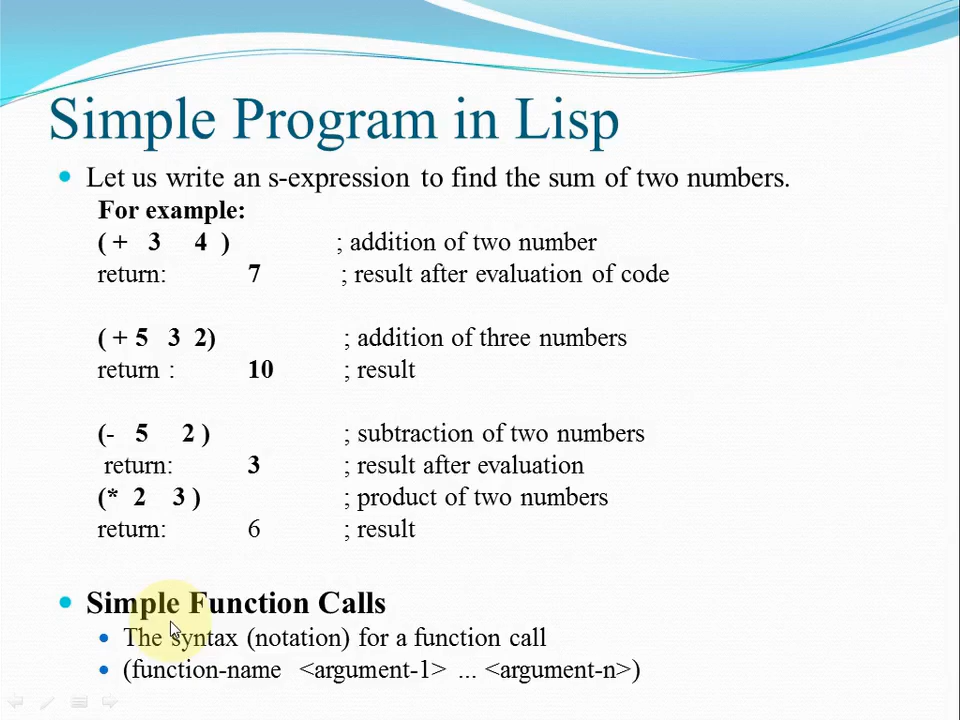 Simple Program in Lisp
Let us write an s-expression to find the sum of two numbers.
For example:
( + 3 4 ) ; addition of two number
return: 7 ; result after evaluation of code
( + 5 3 2) ; addition of three numbers
return : 10 ; result
(- 5 2 ) ; subtraction of two numbers
return: 3 ; result after evaluation
(* 2 3 ) ; product of two numbers
return: 6 ; result
Simple Function Calls
The syntax (notation) for a function call
(function-name <argument-1> ... <argument-n>)